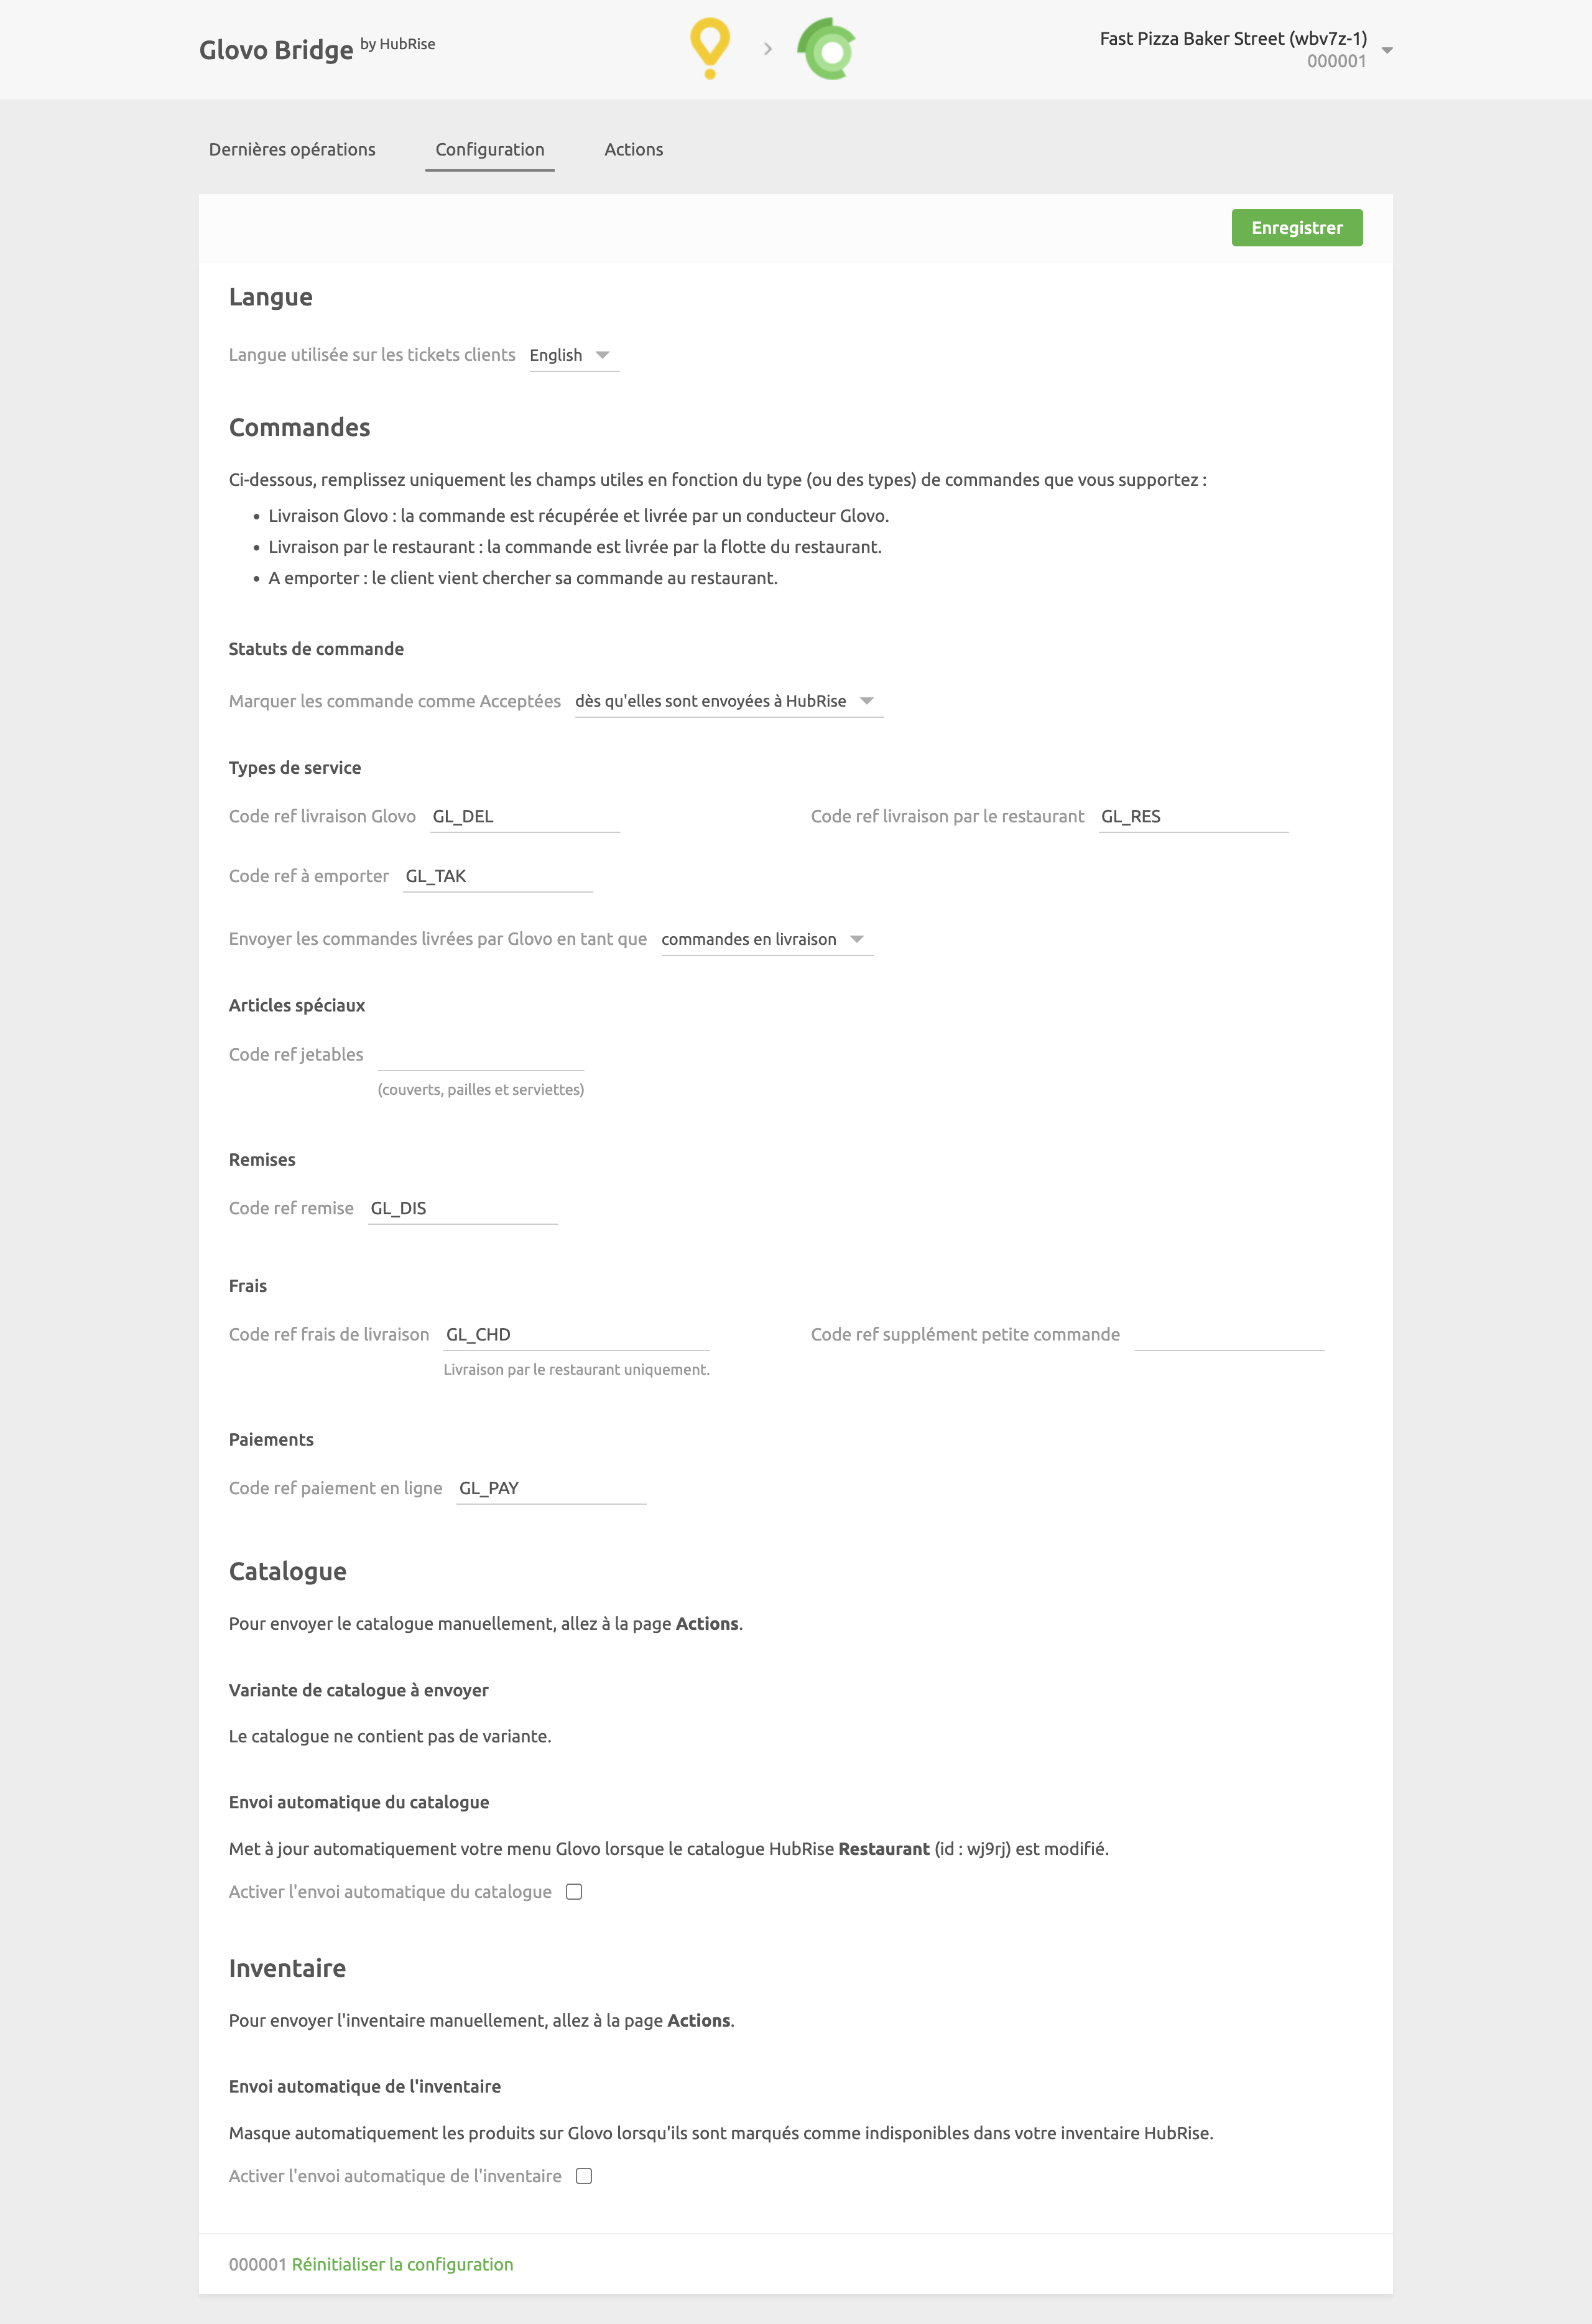 Glovo Bridge by HubRise
Fast Pizza Baker Street (wbv7z-1)
000001
Dernières opérations
Configuration
Actions
Enregistrer
Langue
Langue utilisée sur les tickets clients English
Commandes
Ci-dessous, remplissez uniquement les champs utiles en fonction du type (ou des types) de commandes que vous supportez :
• Livraison Glovo : la commande est récupérée et livrée par un conducteur Glovo.
• Livraison par le restaurant : la commande est livrée par la flotte du restaurant.
• A emporter : le client vient chercher sa commande au restaurant.
Statuts de commande
Marquer les commande comme Acceptées dès qu'elles sont envoyées à HubRise
Types de service
Code ref livraison Glovo GL_DEL
Code ref livraison par le restaurant GL_RES
Code ref à emporter GL_TAK
Envoyer les commandes livrées par Glovo en tant que commandes en livraison
Articles spéciaux
Code ref jetables
(couverts, pailles et serviettes)
Remises
Code ref remise GL_DIS
Frais
Code ref frais de livraison GL_CHD
Livraison par le restaurant uniquement.
Code ref supplément petite commande
Paiements
Code ref paiement en ligne GL_PAY
Catalogue
Pour envoyer le catalogue manuellement, allez à la page Actions.
Variante de catalogue à envoyer
Le catalogue ne contient pas de variante.
Envoi automatique du catalogue
Met à jour automatiquement votre menu Glovo lorsque le catalogue HubRise Restaurant (id : wj9rj) est modifié.
Activer l'envoi automatique du catalogue
Inventaire
Pour envoyer l'inventaire manuellement, allez à la page Actions.
Envoi automatique de l'inventaire
Masque automatiquement les produits sur Glovo lorsqu'ils sont marqués comme indisponibles dans votre inventaire HubRise.
Activer l'envoi automatique de l'inventaire
000001 Réinitialiser la configuration